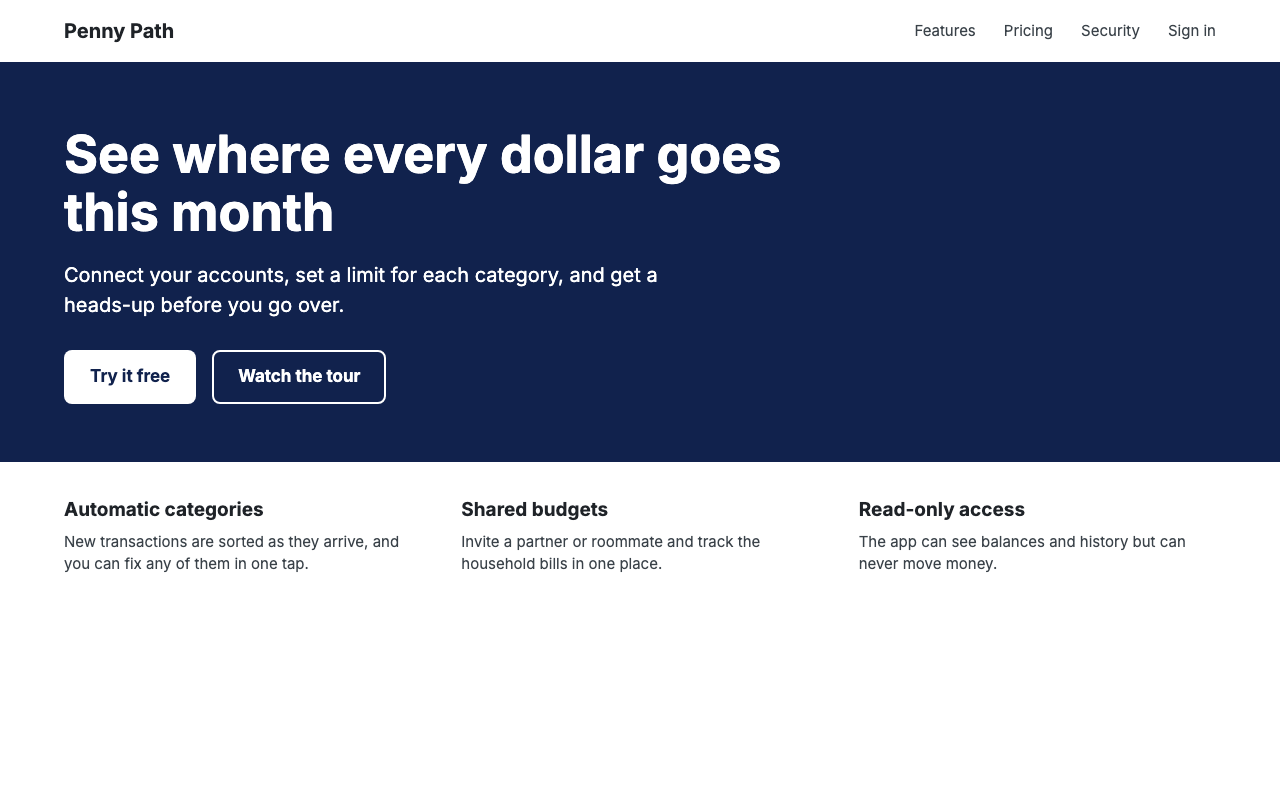 Penny Path
Features
Pricing
Security
Sign in
See where every dollar goes
this month
Connect your accounts, set a limit for each category, and get a
heads-up before you go over.
Try it free
Watch the tour
Automatic categories
New transactions are sorted as they arrive, and
you can fix any of them in one tap.
Shared budgets
Invite a partner or roommate and track the
household bills in one place.
Read-only access
The app can see balances and history but can
never move money.